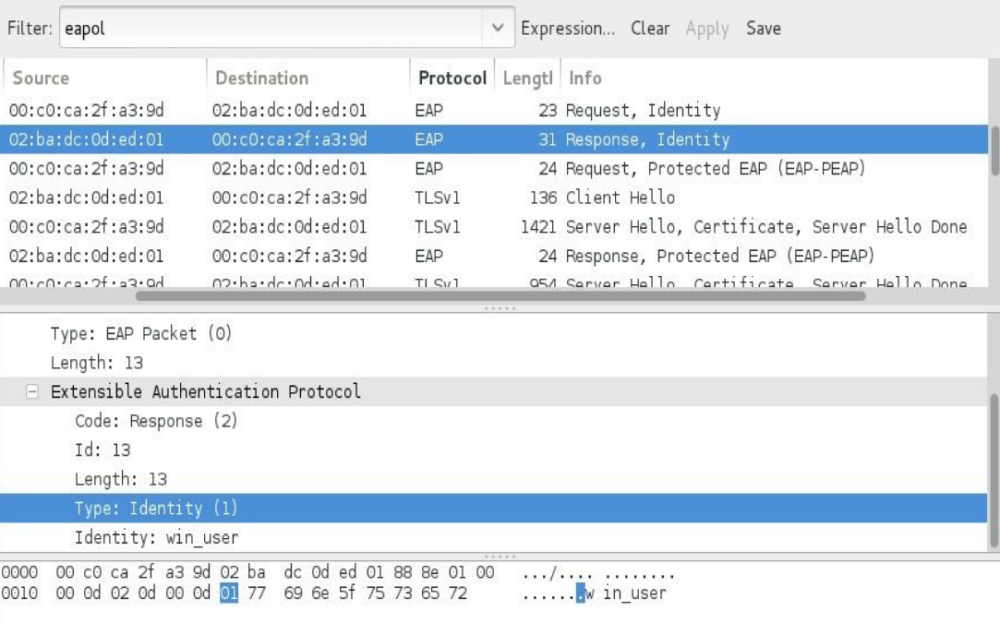 Filter: eapol Expression... Clear Apply Save
Source Destination Protocol Lengtl Info
00:c0:ca:2f:a3:9d 02:ba:dc:0d:ed:01 EAP 23 Request, Identity
02:ba:dc:0d:ed:01 00:c0:ca:2f:a3:9d EAP 31 Response, Identity
00:c0:ca:2f:a3:9d 02:ba:dc:0d:ed:01 EAP 24 Request, Protected EAP (EAP-PEAP)
02:ba:dc:0d:ed:01 00:c0:ca:2f:a3:9d TLSv1 136 Client Hello
00:c0:ca:2f:a3:9d 02:ba:dc:0d:ed:01 TLSv1 1421 Server Hello, Certificate, Server Hello Done
02:ba:dc:0d:ed:01 00:c0:ca:2f:a3:9d EAP 24 Response, Protected EAP (EAP-PEAP)
00:c0:ca:2f:a3:9d 02:ba:dc:0d:ed:01 TLSv1 954 Server Hello, Certificate, Server Hello Done
Type: EAP Packet (0)
Length: 13
Extensible Authentication Protocol
Code: Response (2)
Id: 13
Length: 13
Type: Identity (1)
Identity: win_user
0000 00 c0 ca 2f a3 9d 02 ba dc 0d ed 01 88 8e 01 00 .../.... ........
0010 00 0d 02 0d 00 0d 01 77 69 6e 5f 75 73 65 72 .......w in_user